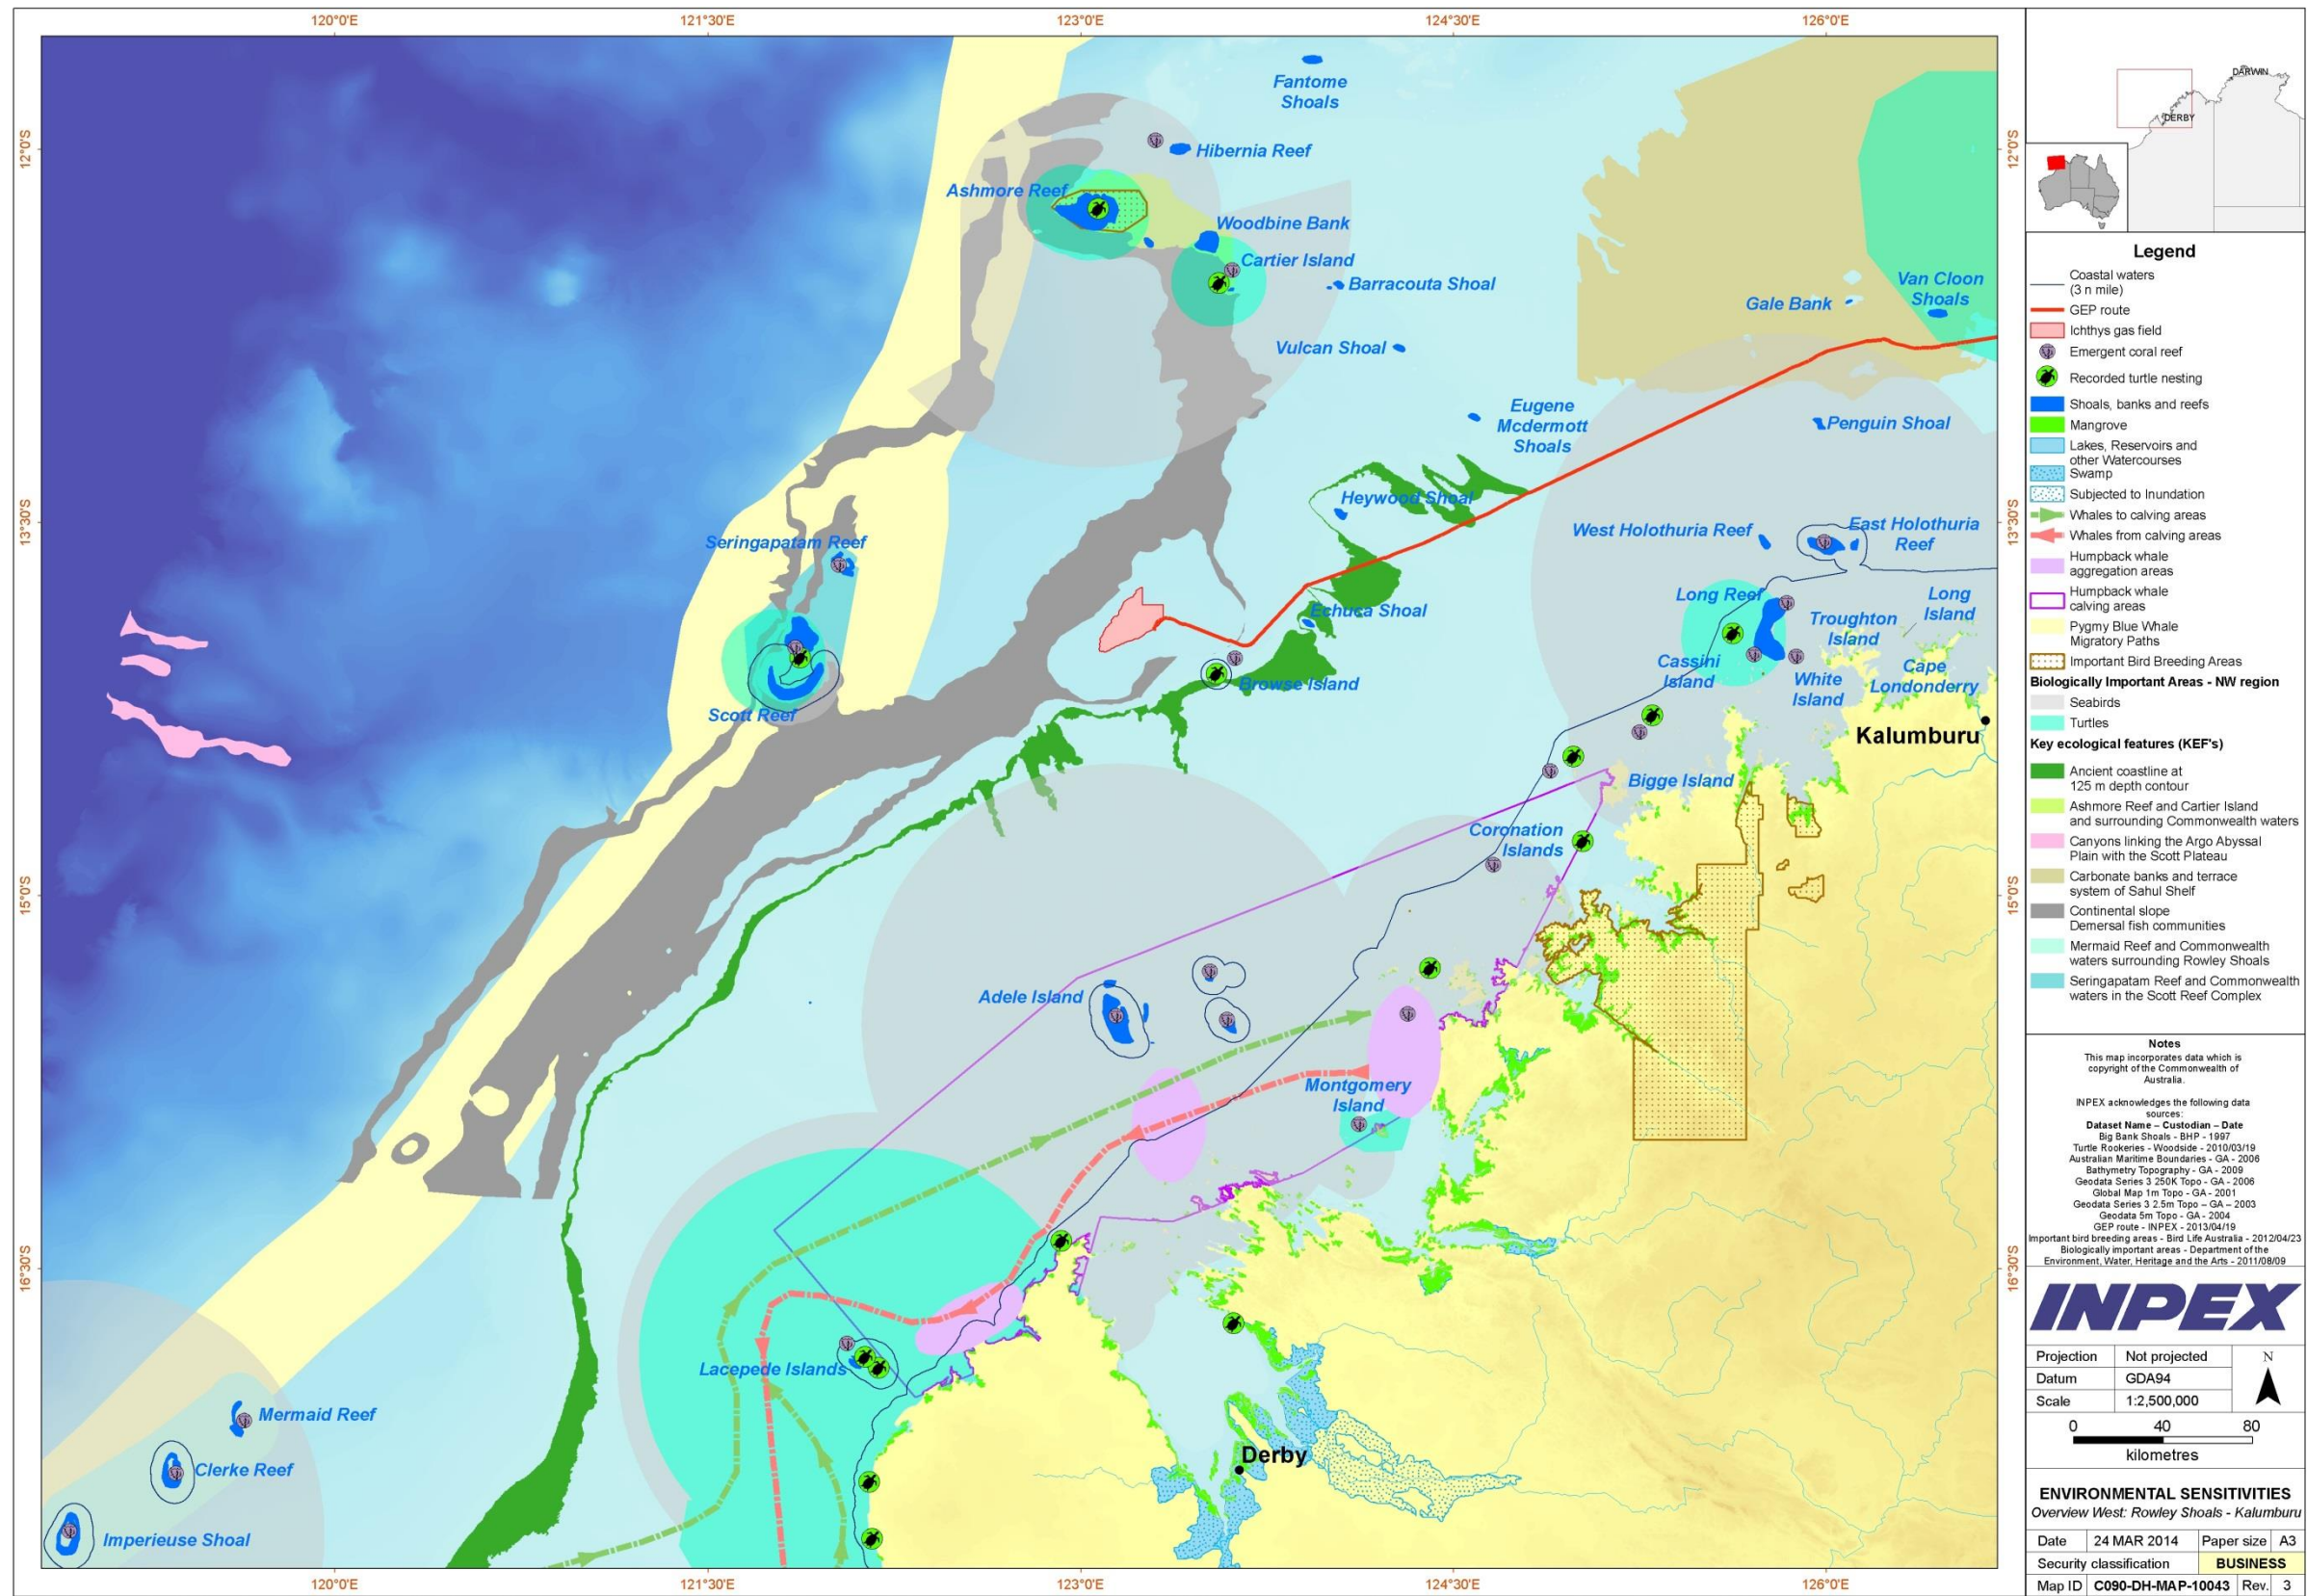 120°0'E
121°30'E
123°0'E
124°30'E
126°0'E
12°0'S
13°30'S
15°0'S
16°30'S
12°0'S
13°30'S
15°0'S
16°30'S
Fantome
Shoals
Hibernia Reef
Ashmore Reef
Woodbine Bank
Cartier Island
Barracouta Shoal
Vulcan Shoal
Gale Bank
Van Cloon
Shoals
Eugene
Mcdermott
Shoals
Penguin Shoal
Heywood Shoal
West Holothuria Reef
East Holothuria
Reef
Seringapatam Reef
Echuca Shoal
Long Reef
Long
Island
Troughton
Island
Cassini
Island
White
Island
Cape
Londonderry
Browse Island
Scott Reef
Kalumburu
Bigge Island
Coronation
Islands
Adele Island
Montgomery
Island
Lacepede Islands
Mermaid Reef
Clerke Reef
Imperieuse Shoal
Derby
120°0'E
121°30'E
123°0'E
124°30'E
126°0'E
DARWIN
DERBY
Legend
Coastal waters
(3 n mile)
GEP route
Ichthys gas field
Emergent coral reef
Recorded turtle nesting
Shoals, banks and reefs
Mangrove
Lakes, Reservoirs and
other Watercourses
Swamp
Subjected to Inundation
Whales to calving areas
Whales from calving areas
Humpback whale
aggregation areas
Humpback whale
calving areas
Pygmy Blue Whale
Migratory Paths
Important Bird Breeding Areas
Biologically Important Areas - NW region
Seabirds
Turtles
Key ecological features (KEF's)
Ancient coastline at
125 m depth contour
Ashmore Reef and Cartier Island
and surrounding Commonwealth waters
Canyons linking the Argo Abyssal
Plain with the Scott Plateau
Carbonate banks and terrace
system of Sahul Shelf
Continental slope
Demersal fish communities
Mermaid Reef and Commonwealth
waters surrounding Rowley Shoals
Seringapatam Reef and Commonwealth
waters in the Scott Reef Complex
Notes
This map incorporates data which is
copyright of the Commonwealth of
Australia.
INPEX acknowledges the following data
sources:
Dataset Name – Custodian – Date
Big Bank Shoals - BHP - 1997
Turtle Rookeries - Woodside - 2010/03/19
Australian Maritime Boundaries - GA - 2006
Bathymetry Topography - GA - 2009
Geodata Series 3 250K Topo - GA - 2006
Global Map 1m Topo - GA - 2001
Geodata Series 3 2.5m Topo – GA – 2003
Geodata 5m Topo - GA - 2004
GEP route - INPEX - 2013/04/19
Important bird breeding areas - Bird Life Australia - 2012/04/23
Biologically important areas - Department of the
Environment, Water, Heritage and the Arts - 2011/08/09
INPEX
Projection Not projected
N
Datum GDA94
Scale 1:2,500,000
0 40 80
kilometres
ENVIRONMENTAL SENSITIVITIES
Overview West: Rowley Shoals - Kalumburu
Date 24 MAR 2014 Paper size A3
Security classification BUSINESS
Map ID C090-DH-MAP-10043 Rev. 3